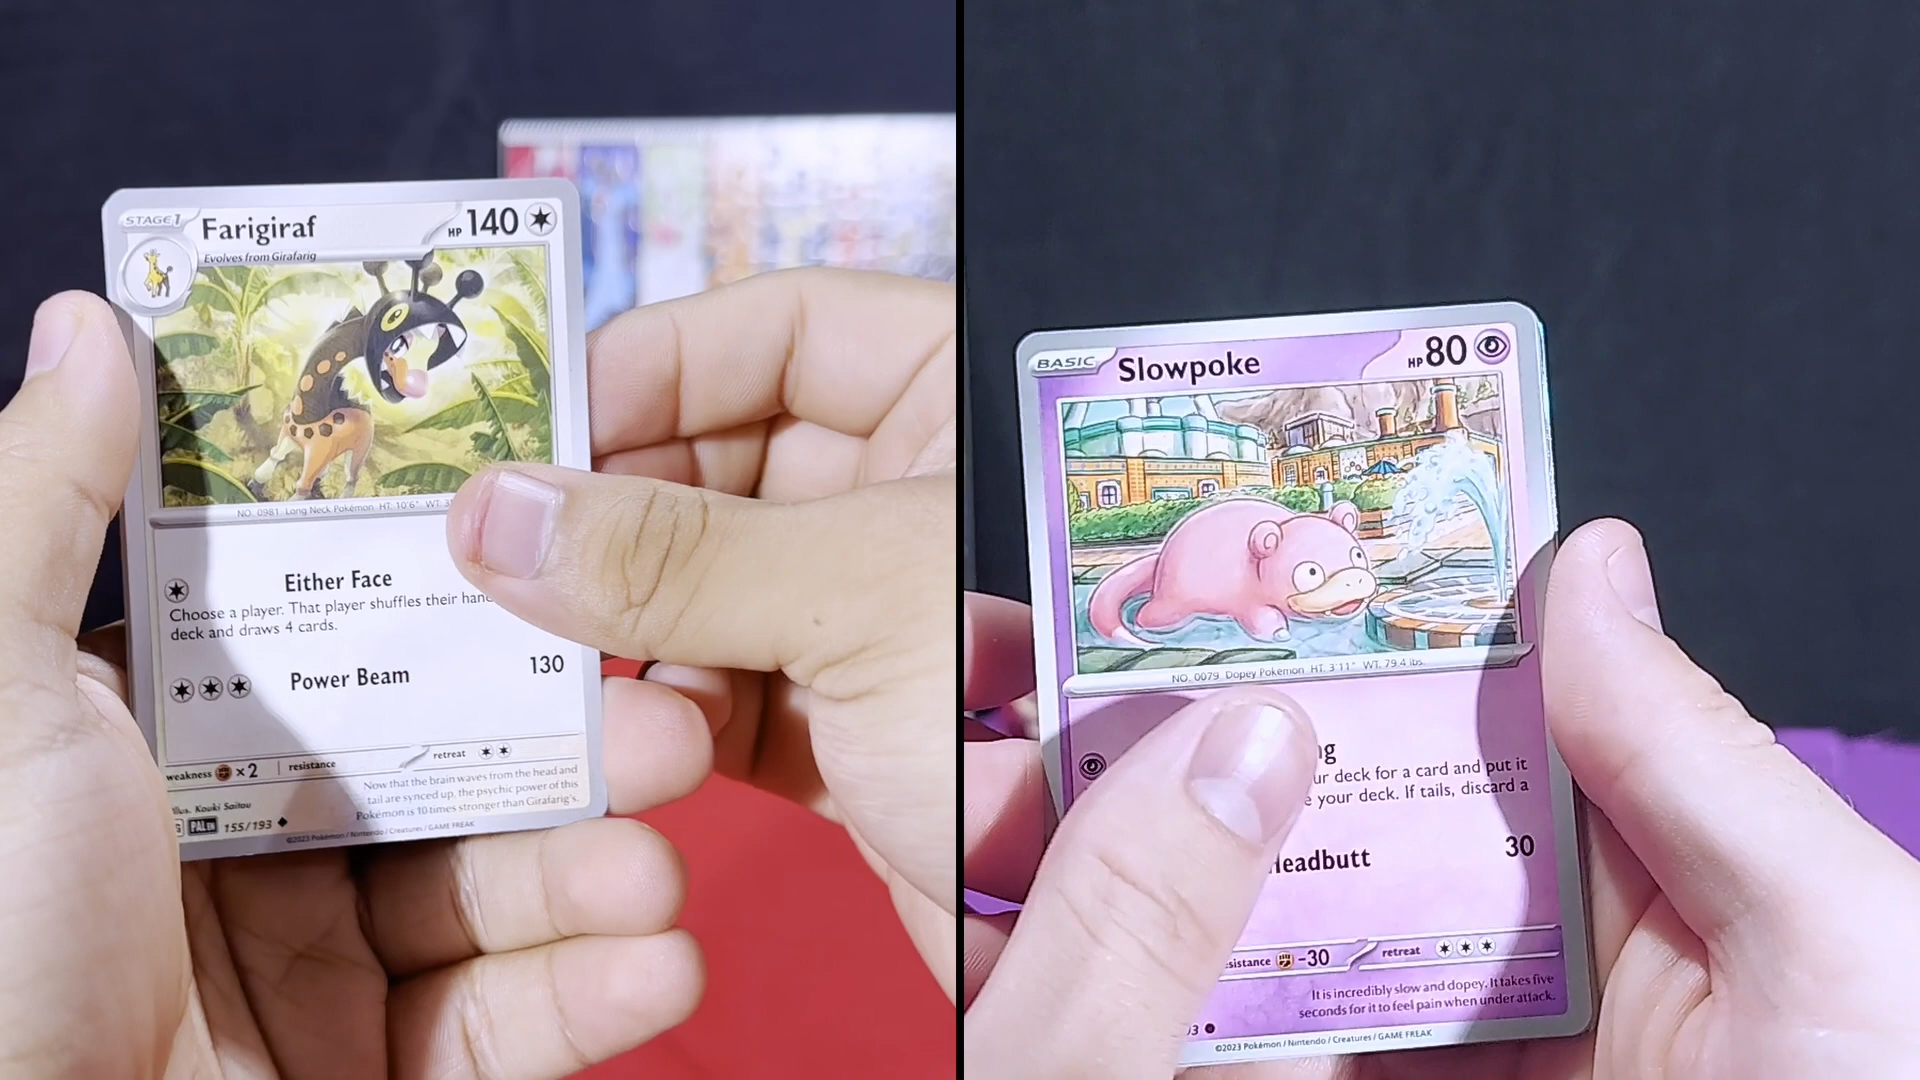 STAGE 1
Farigiraf
HP 140
Evolves from Girafarig
NO. 0981 Long Neck Pokémon HT: 10'6" WT:
Either Face
Choose a player. That player shuffles their
deck and draws 4 cards.
Power Beam 130
weakness ×2 resistance retreat
Now that the brain waves from the head and
tail are synced up, the psychic power of this
Pokémon is 10 times stronger than Girafarig's.
Illus. Kouki Saitou
G PAL EN 155/193
©2023 Pokémon / Nintendo / Creatures / GAME FREAK
BASIC
Slowpoke
HP 80
NO. 0079 Dopey Pokémon HT: 3'11" WT: 79.4 lbs.
deck for a card and put it
your deck. If tails, discard a
Headbutt 30
resistance -30 retreat
It is incredibly slow and dopey. It takes five
seconds for it to feel pain when under attack.
©2023 Pokémon / Nintendo / Creatures / GAME FREAK